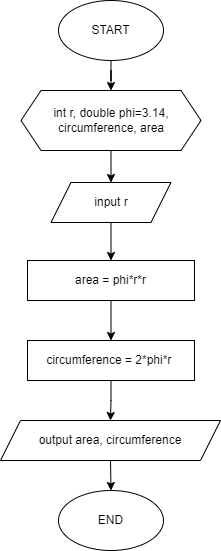 START
int r, double phi=3.14,
circumference, area
input r
area = phi*r*r
circumference = 2*phi*r
output area, circumference
END